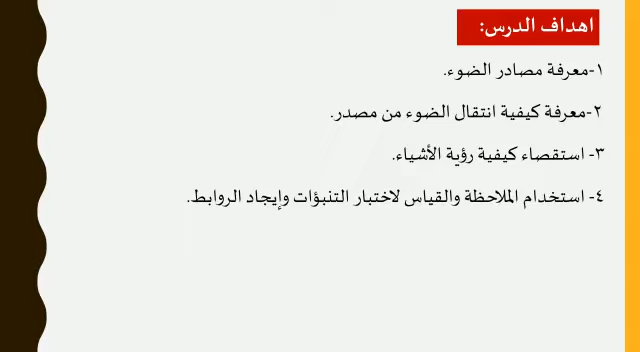 اهداف الدرس:
١-معرفة مصادر الضوء.
٢-معرفة كيفية انتقال الضوء من مصدر.
٣- استقصاء كيفية رؤية الأشياء.
٤- استخدام الملاحظة والقياس لاختبار التنبؤات وإيجاد الروابط.